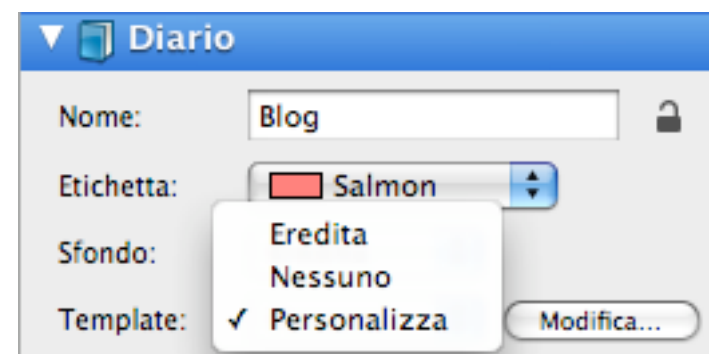 Diario
Nome: Blog
Etichetta: Salmon
Sfondo: Eredita
Nessuno
Template: ✓ Personalizza Modifica...